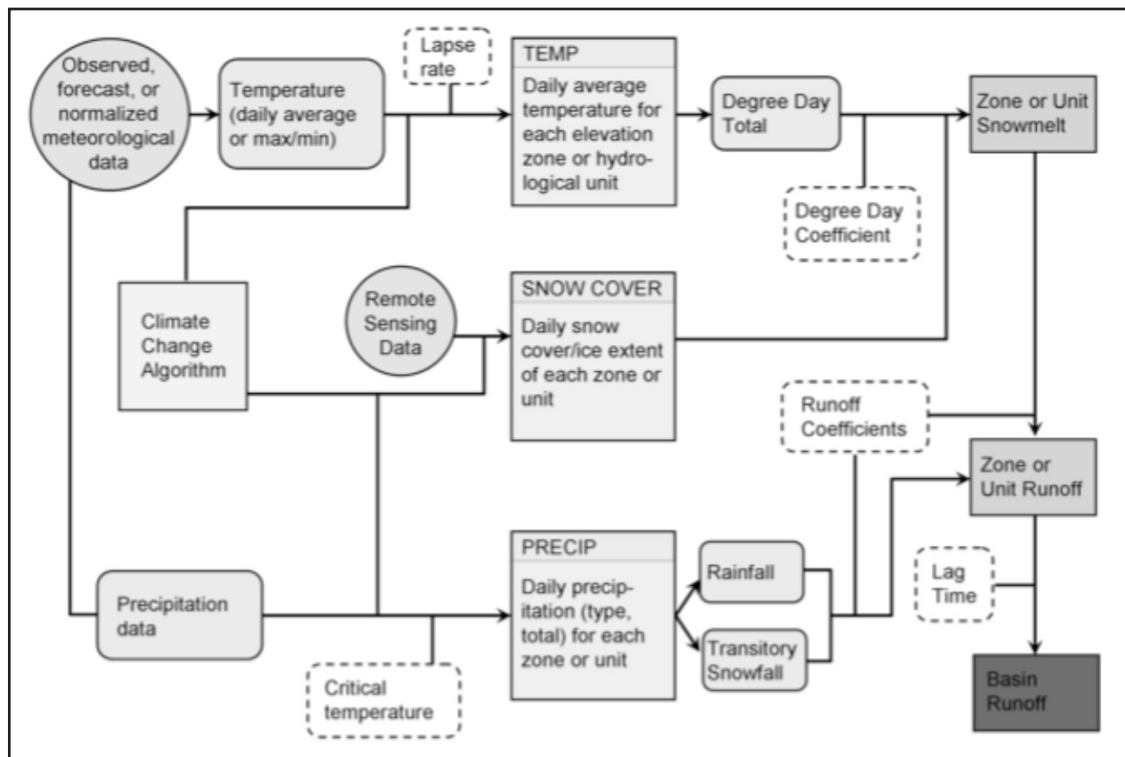 Observed,
forecast, or
normalized
meteorological
data
Temperature
(daily average
or max/min)
Lapse
rate
TEMP
Daily average
temperature for
each elevation
zone or hydro-
logical unit
Degree Day
Total
Zone or Unit
Snowmelt
Degree Day
Coefficient
Climate
Change
Algorithm
Remote
Sensing
Data
SNOW COVER
Daily snow
cover/ice extent
of each zone or
unit
Runoff
Coefficients
Zone or
Unit Runoff
Precipitation
data
Critical
temperature
PRECIP
Daily precip-
itation (type,
total) for each
zone or unit
Rainfall
Transitory
Snowfall
Lag
Time
Basin
Runoff